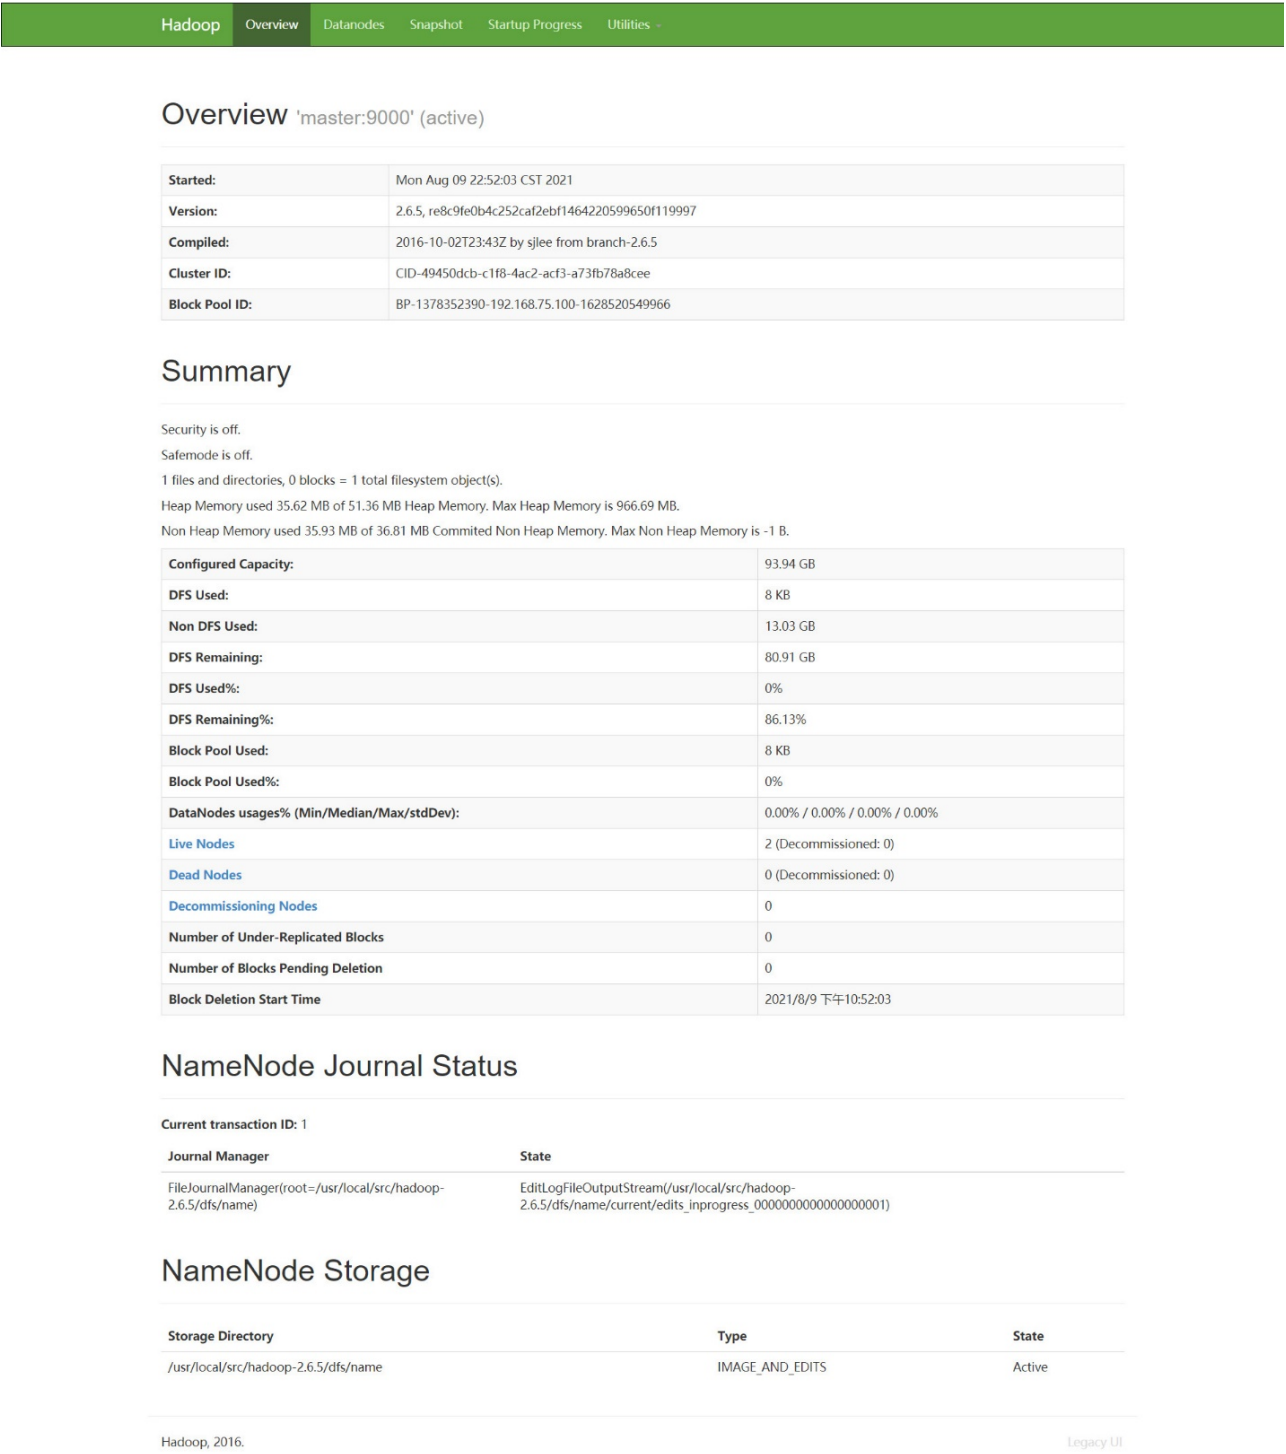 Hadoop Overview Datanodes Snapshot Startup Progress Utilities
Overview 'master:9000' (active)
Started: Mon Aug 09 22:52:03 CST 2021
Version: 2.6.5, re8c9fe0b4c252caf2ebf1464220599650f119997
Compiled: 2016-10-02T23:43Z by sjlee from branch-2.6.5
Cluster ID: CID-49450dcb-c1f8-4ac2-acf3-a73fb78a8cee
Block Pool ID: BP-1378352390-192.168.75.100-1628520549966
Summary
Security is off.
Safemode is off.
1 files and directories, 0 blocks = 1 total filesystem object(s).
Heap Memory used 35.62 MB of 51.36 MB Heap Memory. Max Heap Memory is 966.69 MB.
Non Heap Memory used 35.93 MB of 36.81 MB Commited Non Heap Memory. Max Non Heap Memory is -1 B.
Configured Capacity: 93.94 GB
DFS Used: 8 KB
Non DFS Used: 13.03 GB
DFS Remaining: 80.91 GB
DFS Used%: 0%
DFS Remaining%: 86.13%
Block Pool Used: 8 KB
Block Pool Used%: 0%
DataNodes usages% (Min/Median/Max/stdDev): 0.00% / 0.00% / 0.00% / 0.00%
Live Nodes 2 (Decommissioned: 0)
Dead Nodes 0 (Decommissioned: 0)
Decommissioning Nodes 0
Number of Under-Replicated Blocks 0
Number of Blocks Pending Deletion 0
Block Deletion Start Time 2021/8/9 下午10:52:03
NameNode Journal Status
Current transaction ID: 1
Journal Manager State
FileJournalManager(root=/usr/local/src/hadoop- EditLogFileOutputStream(/usr/local/src/hadoop-
2.6.5/dfs/name) 2.6.5/dfs/name/current/edits_inprogress_0000000000000000001)
NameNode Storage
Storage Directory Type State
/usr/local/src/hadoop-2.6.5/dfs/name IMAGE_AND_EDITS Active
Hadoop, 2016. Legacy UI